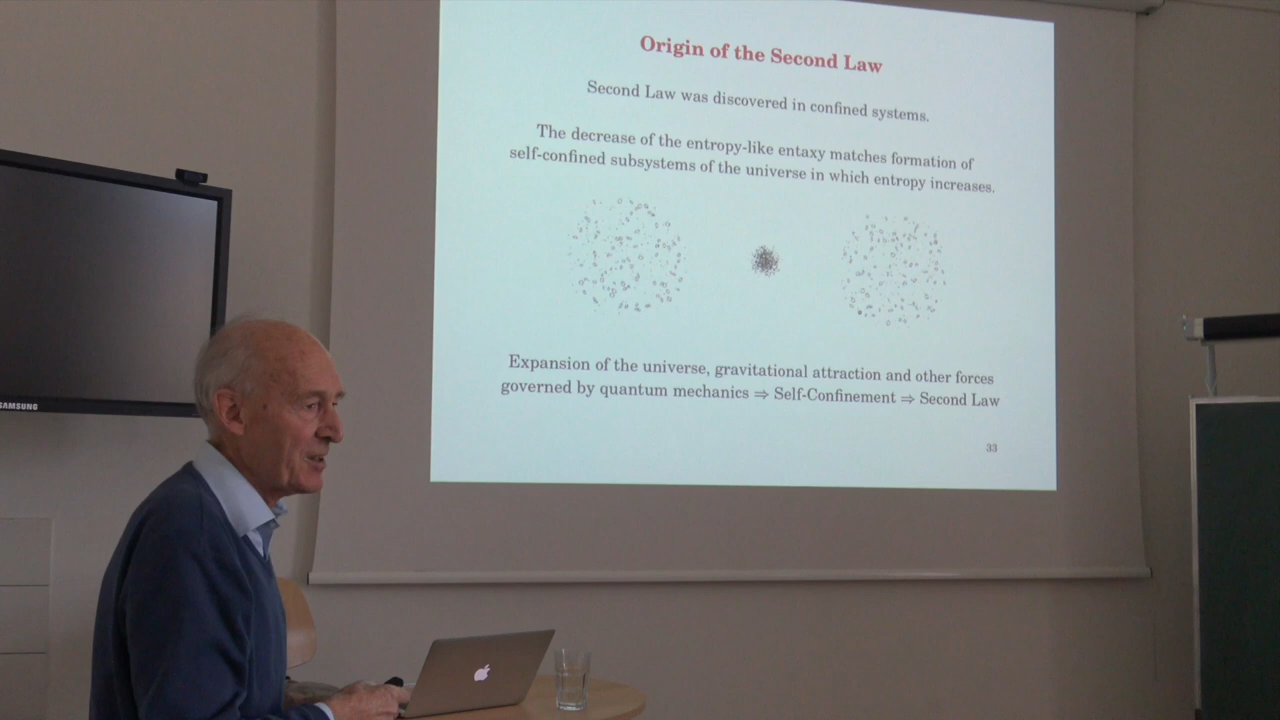 Origin of the Second Law
Second Law was discovered in confined systems.
The decrease of the entropy-like entaxy matches formation of
self-confined subsystems of the universe in which entropy increases.
Expansion of the universe, gravitational attraction and other forces
governed by quantum mechanics ⇒ Self-Confinement ⇒ Second Law
33
SAMSUNG